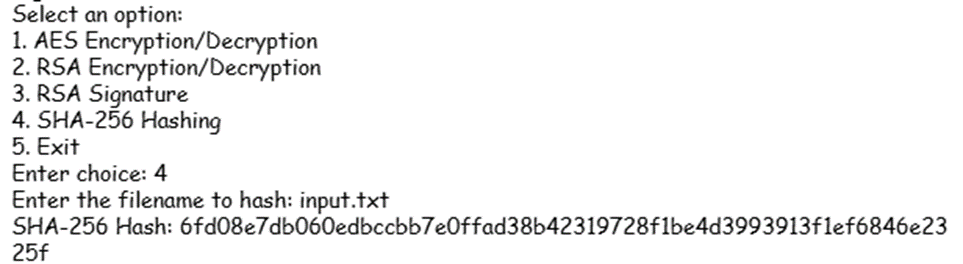 Select an option:
1. AES Encryption/Decryption
2. RSA Encryption/Decryption
3. RSA Signature
4. SHA-256 Hashing
5. Exit
Enter choice: 4
Enter the filename to hash: input.txt
SHA-256 Hash: 6fd08e7db060edbccbb7e0ffad38b42319728f1be4d3993913f1ef6846e23
25f